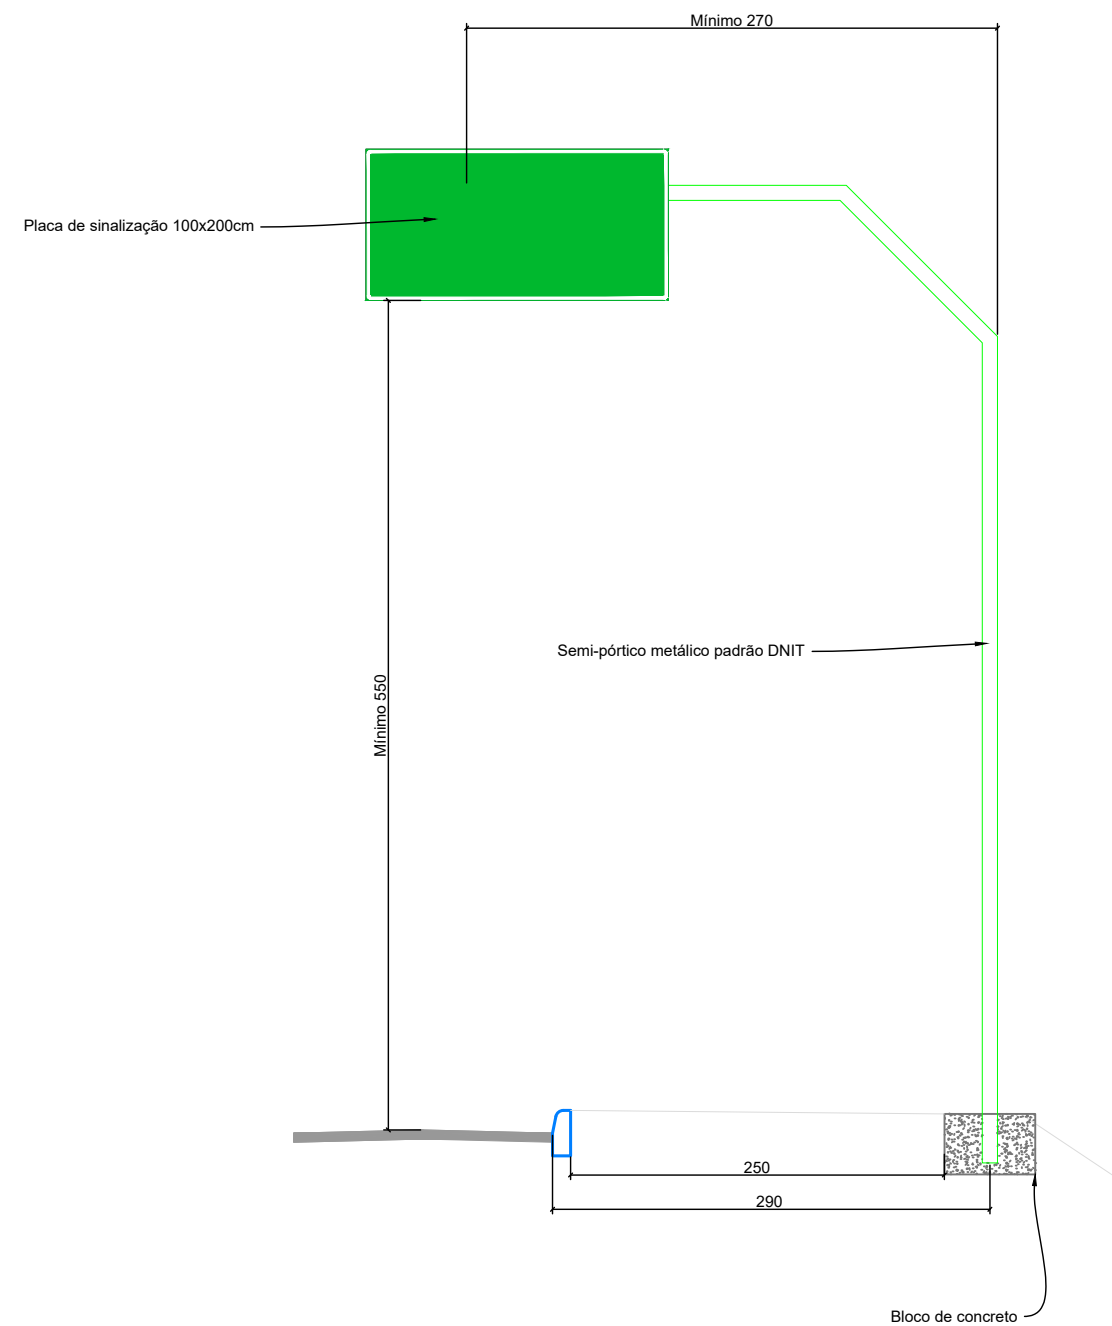 Mínimo 270
Placa de sinalização 100x200cm
Semi-pórtico metálico padrão DNIT
Mínimo 550
250
290
Bloco de concreto